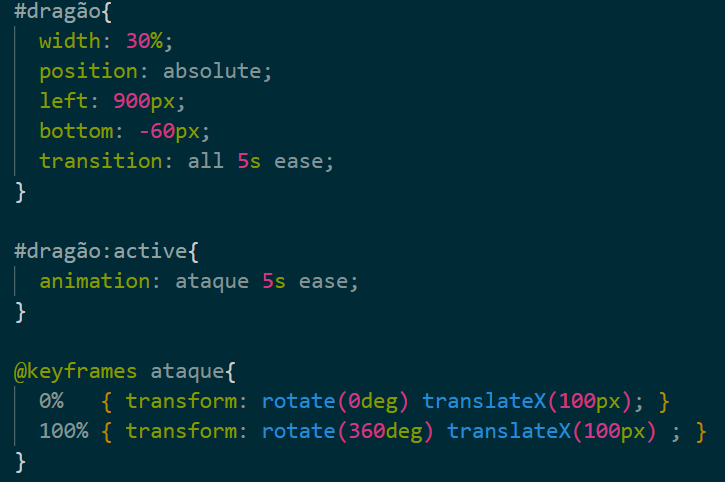 #dragão{
width: 30%;
position: absolute;
left: 900px;
bottom: -60px;
transition: all 5s ease;
}
#dragão:active{
animation: ataque 5s ease;
}
@keyframes ataque{
0% { transform: rotate(0deg) translateX(100px); }
100% { transform: rotate(360deg) translateX(100px) ; }
}